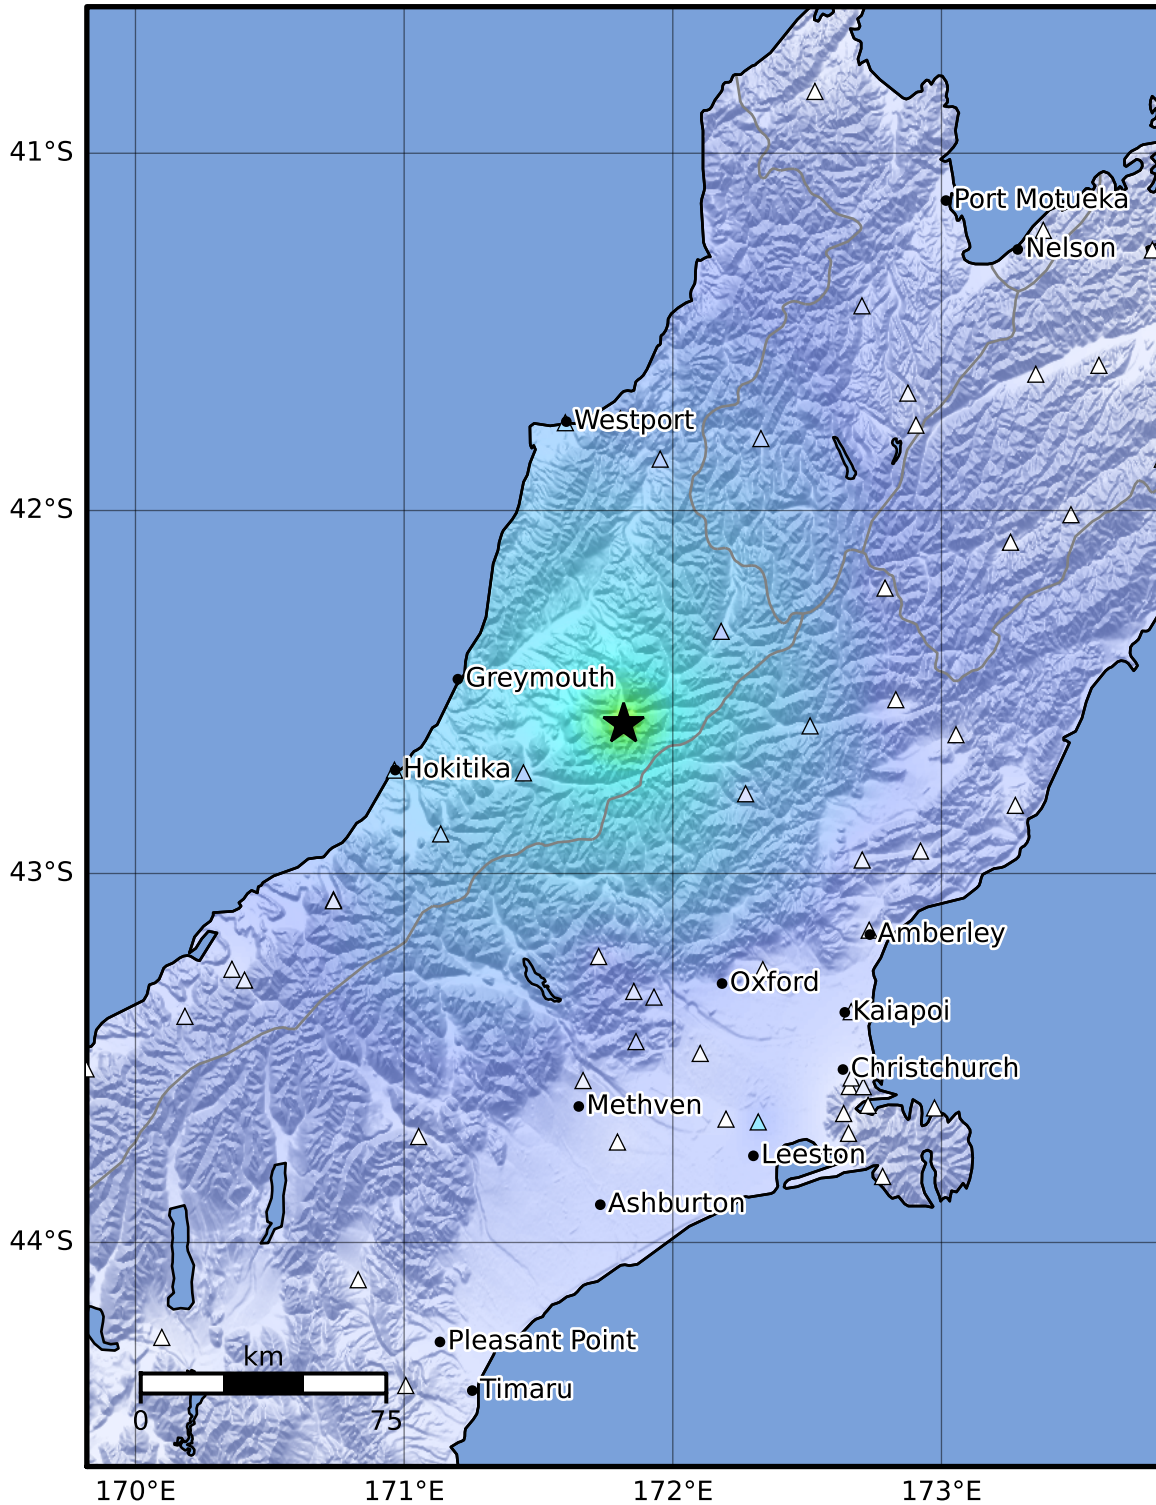 41°S
Port Motueka
Nelson
Westport
42°S
Greymouth
Hokitika
43°S
Amberley
Oxford
Kaiapoi
Christchurch
Methven
Leeston
Ashburton
44°S
Pleasant Point
km
Timaru
0 75
170°E 171°E 172°E 173°E